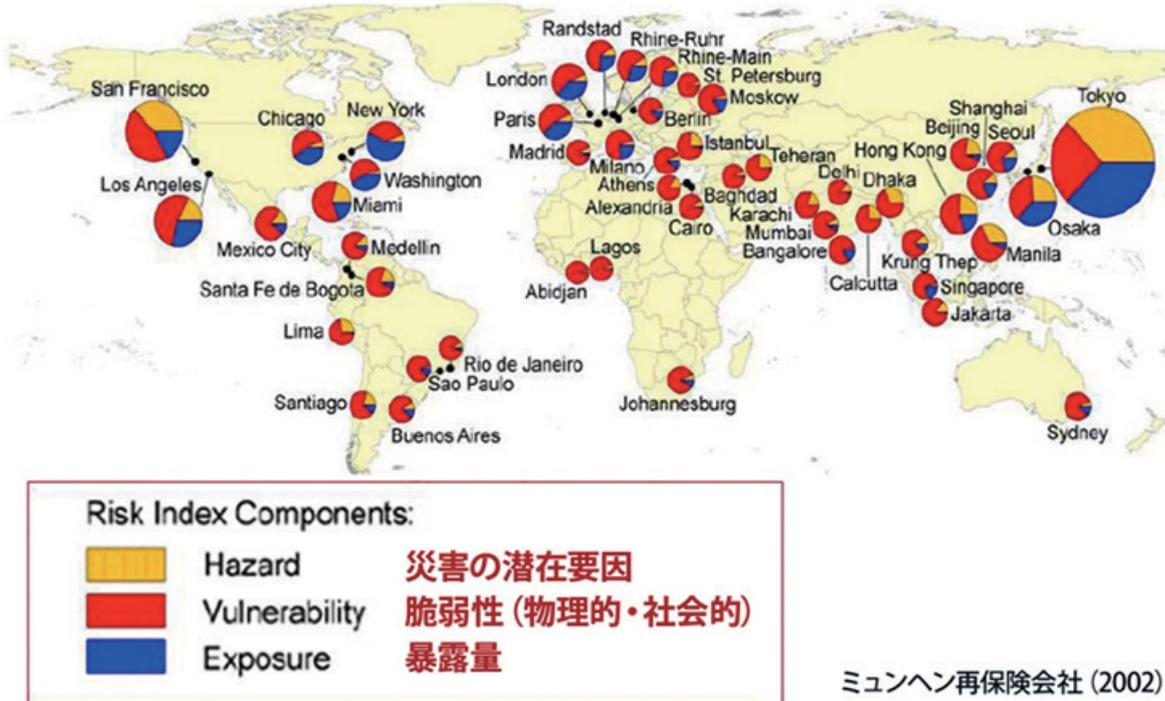 Randstad
Rhine-Ruhr
Rhine-Main
London
St. Petersburg
Moskow
San Francisco
Chicago
New York
Paris
Berlin
Shanghai
Tokyo
Beijing
Seoul
Madrid
Milano
Istanbul
Teheran
Hong Kong
Los Angeles
Washington
Athens
Baghdad
Delhi
Dhaka
Miami
Alexandria
Karachi
Mexico City
Cairo
Mumbai
Osaka
Medellin
Lagos
Bangalore
Krung Thep
Manila
Santa Fe de Bogota
Abidjan
Calcutta
Singapore
Jakarta
Lima
Rio de Janeiro
Sao Paulo
Santiago
Johannesburg
Buenos Aires
Sydney
Risk Index Components:
Hazard 災害の潜在要因
Vulnerability 脆弱性（物理的・社会的）
Exposure 暴露量
ミュンヘン再保険会社（2002）